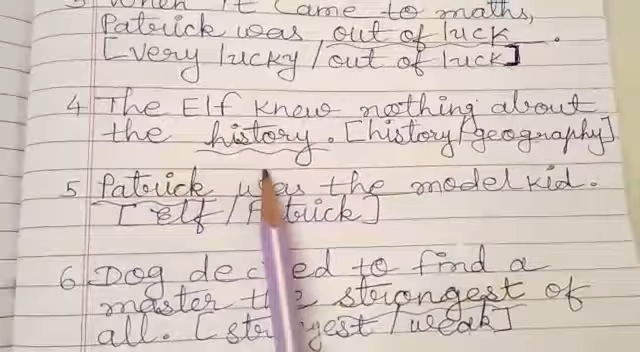 3 When it came to maths,
Patrick was out of luck .
[Very lucky / out of luck]
4 The Elf knew nothing about
the history. [history/geography]
5 Patrick was the model kid.
[Elf / Patrick]
6 Dog decided to find a
master the strongest of
all. [strongest / weak]